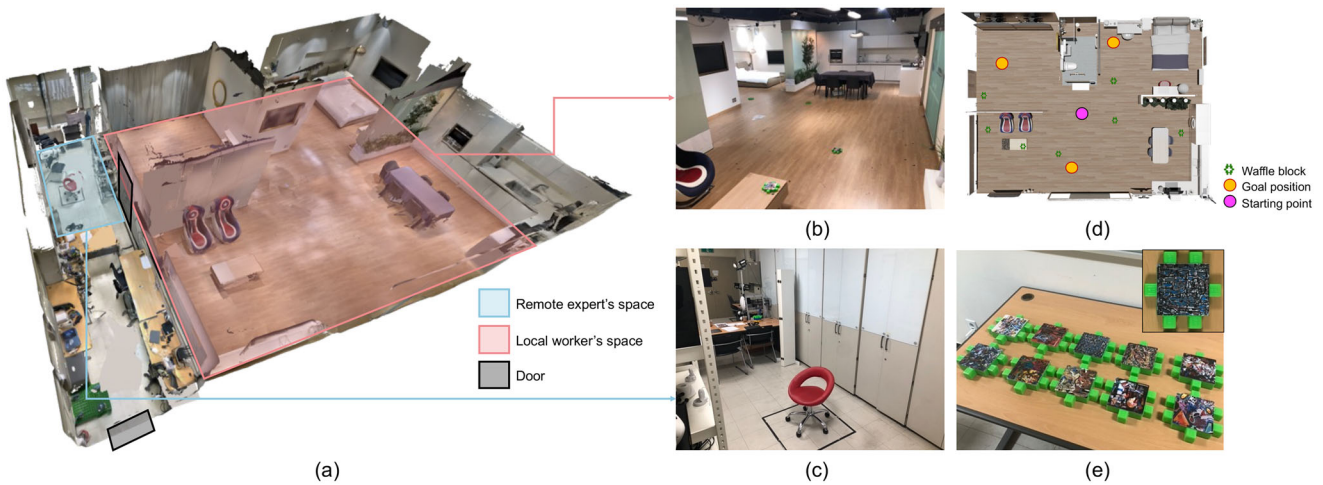 Remote expert's space
Local worker's space
Door
(a)
(b)
(c)
Waffle block
Goal position
Starting point
(d)
(e)